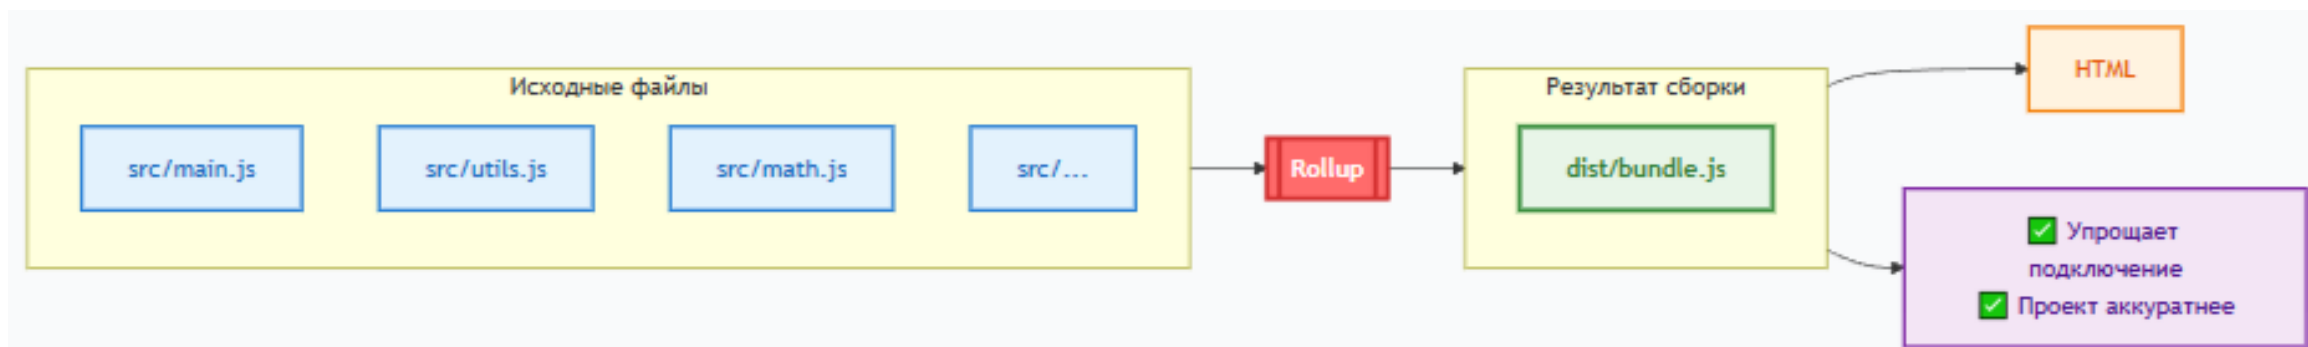 Исходные файлы
src/main.js
src/utils.js
src/math.js
src/...
Rollup
Результат сборки
dist/bundle.js
HTML
✅ Упрощает
подключение
✅ Проект аккуратнее